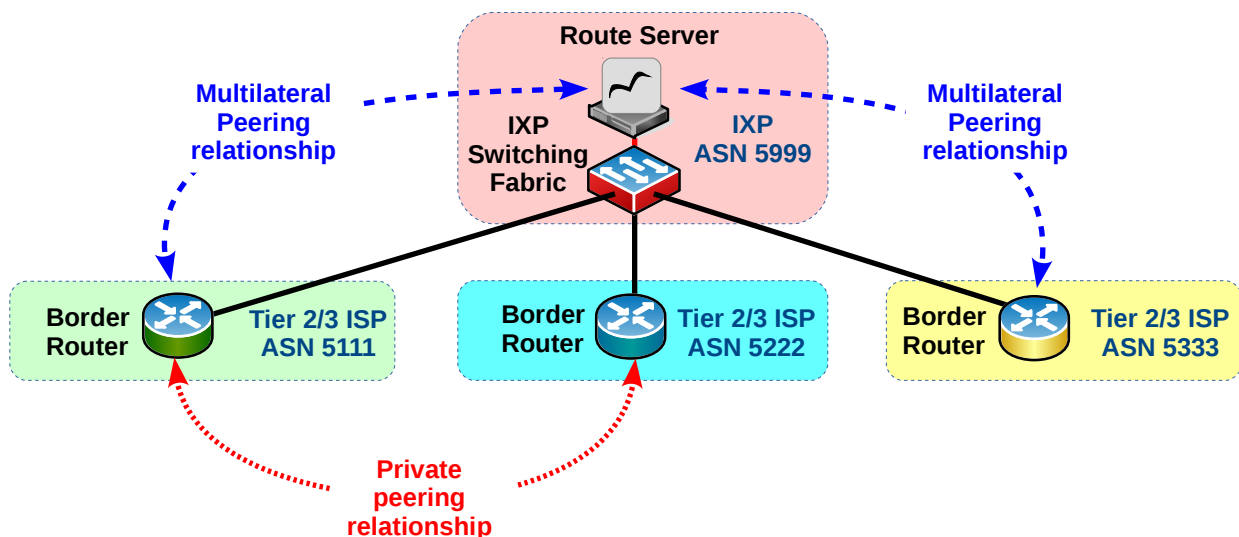 Route Server
Multilateral
Peering
relationship
IXP
Switching
Fabric
IXP
ASN 5999
Multilateral
Peering
relationship
Border
Router
Tier 2/3 ISP
ASN 5111
Border
Router
Tier 2/3 ISP
ASN 5222
Border
Router
Tier 2/3 ISP
ASN 5333
Private
peering
relationship